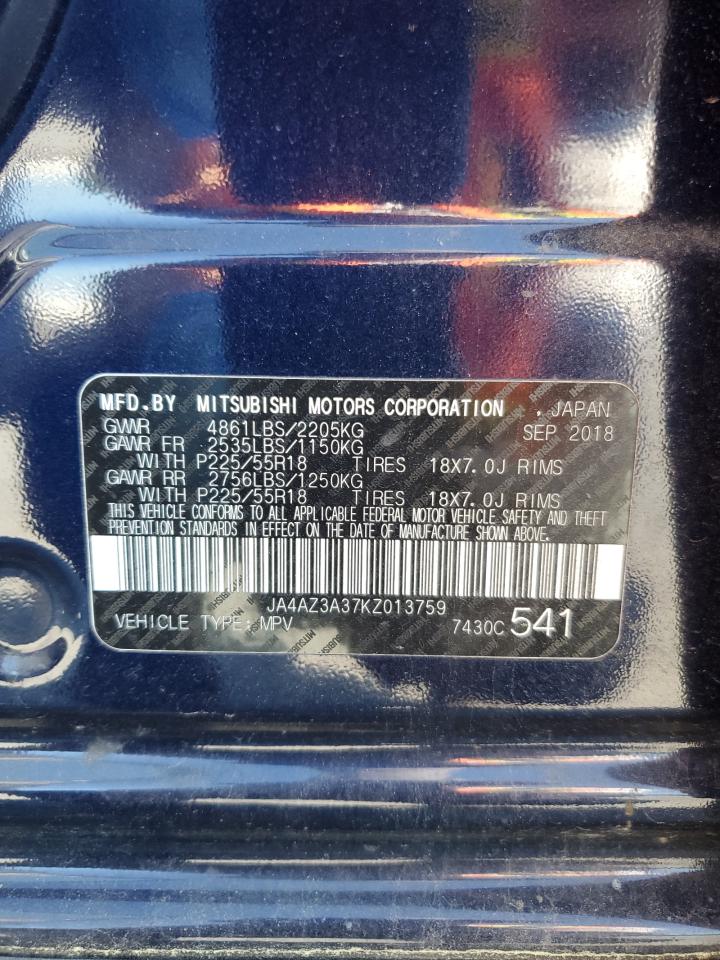 MFD.BY MITSUBISHI MOTORS CORPORATION . JAPAN
GVWR 4861LBS/2205KG SEP 2018
GAWR FR 2535LBS/1150KG
WITH P225/55R18 TIRES 18X7.0J RIMS
GAWR RR 2756LBS/1250KG
WITH P225/55R18 TIRES 18X7.0J RIMS
THIS VEHICLE CONFORMS TO ALL APPLICABLE FEDERAL MOTOR VEHICLE SAFETY AND THEFT
PREVENTION STANDARDS IN EFFECT ON THE DATE OF MANUFACTURE SHOWN ABOVE.
JA4AZ3A37KZ013759
VEHICLE TYPE: MPV 7430C 541